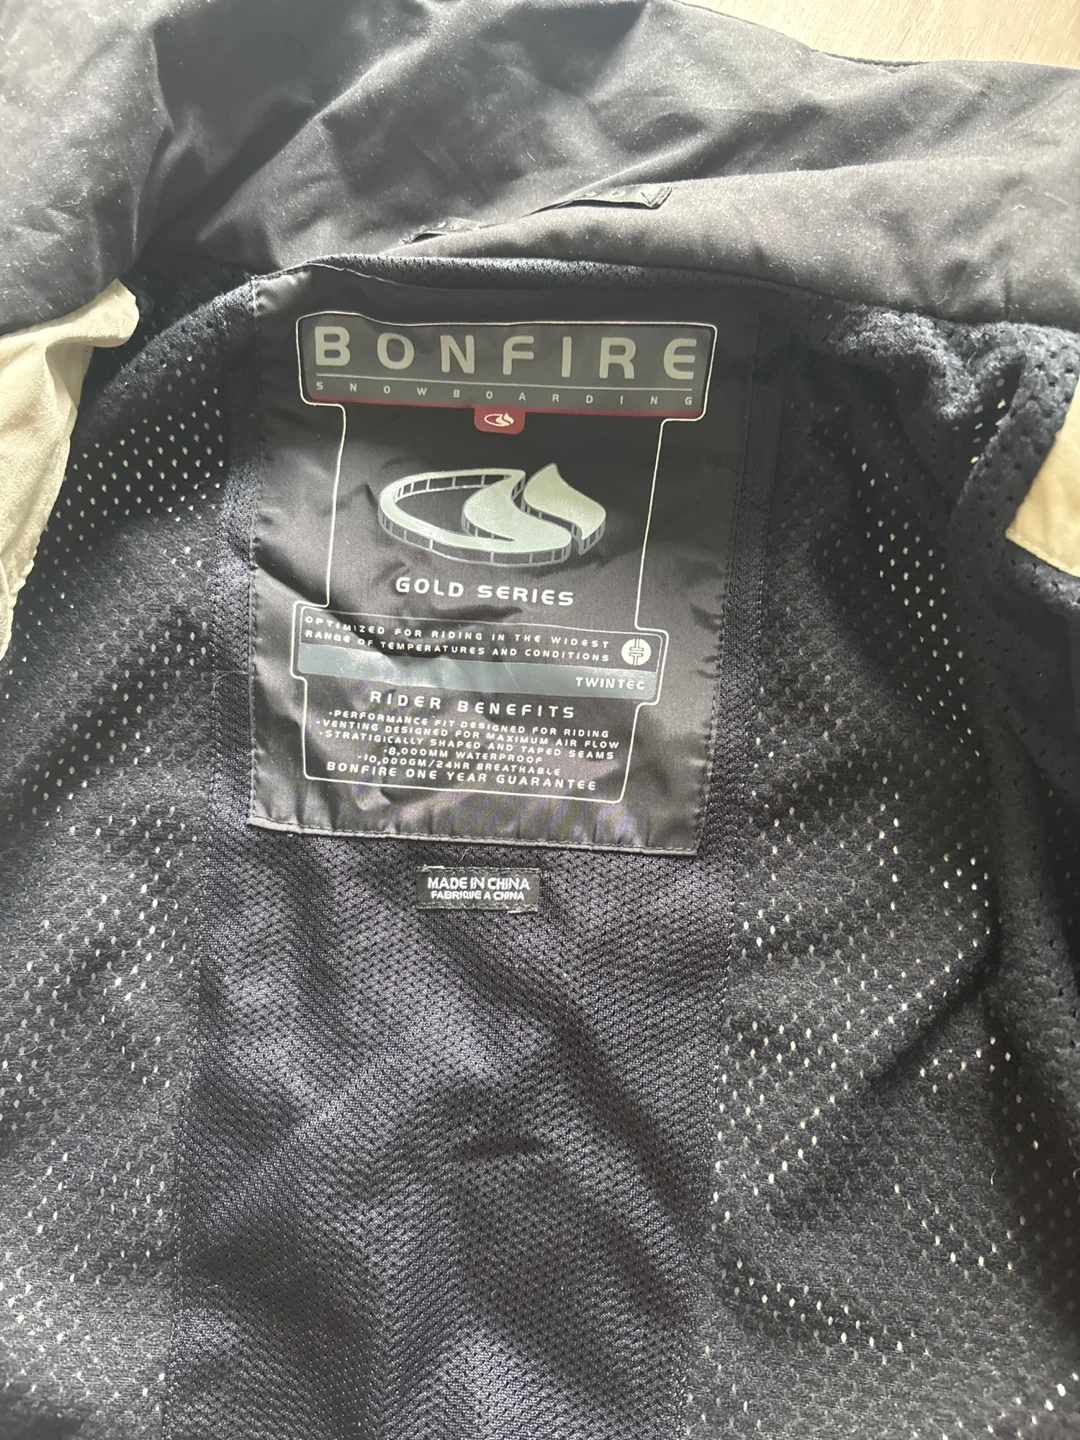 BONFIRE
SNOWBOARDING
GOLD SERIES
OPTIMIZED FOR RIDING IN THE WIDEST
RANGE OF TEMPERATURES AND CONDITIONS
TWINTEC
RIDER BENEFITS
•PERFORMANCE FIT DESIGNED FOR RIDING
•VENTING DESIGNED FOR MAXIMUM AIR FLOW
•STRATIGICALLY SHAPED AND TAPED SEAMS
•8,000MM WATERPROOF
•10,000GM/24HR BREATHABLE
BONFIRE ONE YEAR GUARANTEE
MADE IN CHINA
FABRIQUE A CHINA